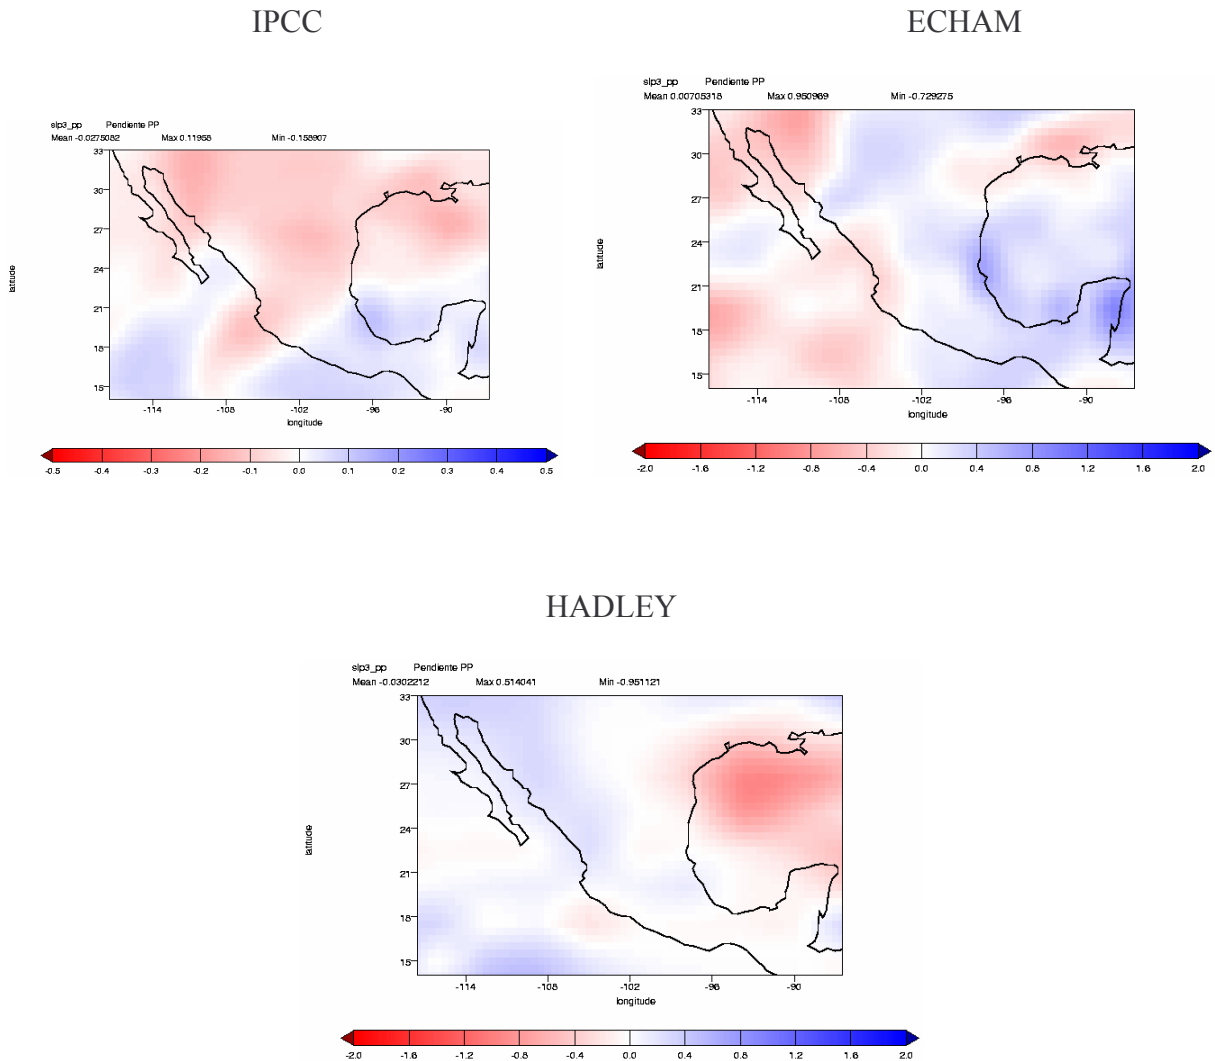 IPCC
ECHAM
slp3_pp Pendiente PP
Mean -0.0275082 Max 0.11958 Min -0.158907
33
30
27
24
21
18
15
latitude
-114 -108 -102 -96 -90
longitude
-0.5 -0.4 -0.3 -0.2 -0.1 0.0 0.1 0.2 0.3 0.4 0.5
slp3_pp Pendiente PP
Mean 0.00705318 Max 0.950989 Min -0.729275
33
30
27
24
21
18
15
latitude
-114 -108 -102 -96 -90
longitude
-2.0 -1.6 -1.2 -0.8 -0.4 0.0 0.4 0.8 1.2 1.6 2.0
HADLEY
slp3_pp Pendiente PP
Mean -0.0302212 Max 0.514041 Min -0.951121
33
30
27
24
21
18
15
latitude
-114 -108 -102 -96 -90
longitude
-2.0 -1.6 -1.2 -0.8 -0.4 0.0 0.4 0.8 1.2 1.6 2.0